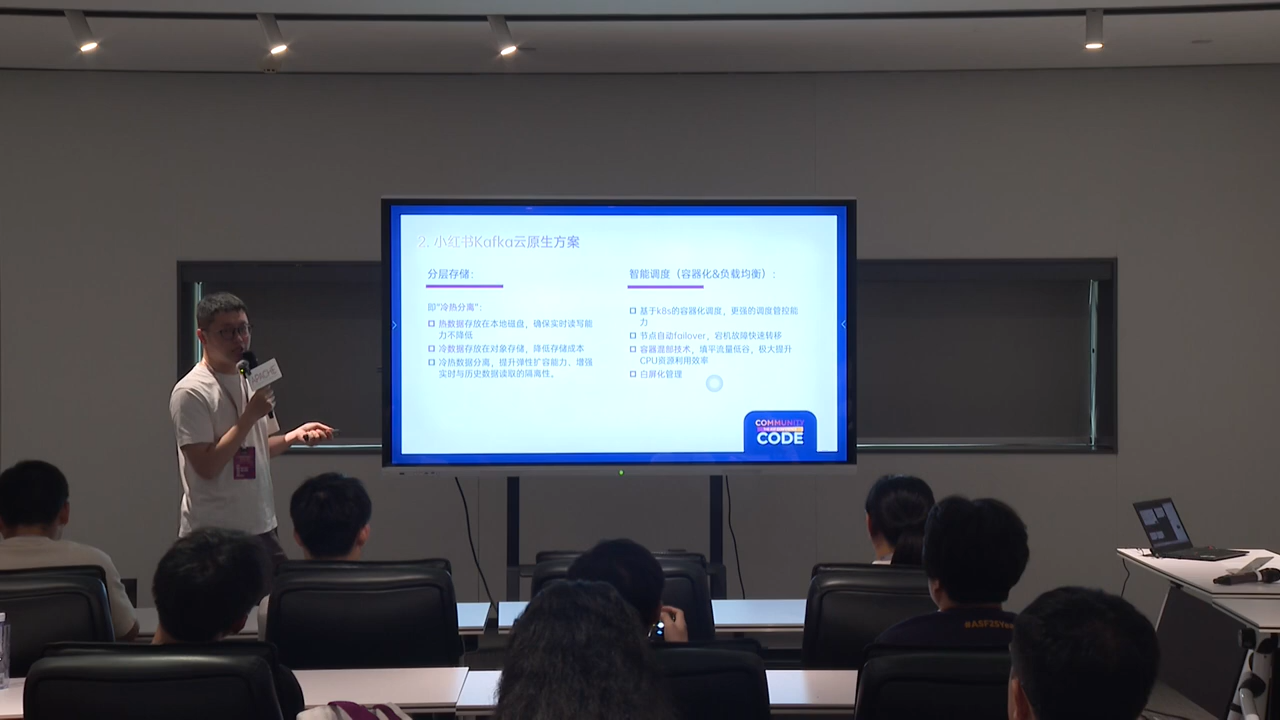 2. 小红书Kafka云原生方案
分层存储：
即“冷热分离”：
热数据存放在本地磁盘，确保实时读写能
力不降低
冷数据存放在对象存储，降低存储成本
冷热数据分离，提升弹性扩容能力、增强
实时与历史数据读取的隔离性。
智能调度（容器化&负载均衡）：
基于k8s的容器化调度，更强的调度管控能
力
节点自动failover，宕机故障快速转移
容器混部技术，填平流量低谷，极大提升
CPU资源利用效率
白屏化管理
COMMUNITY
CODE
APACHE